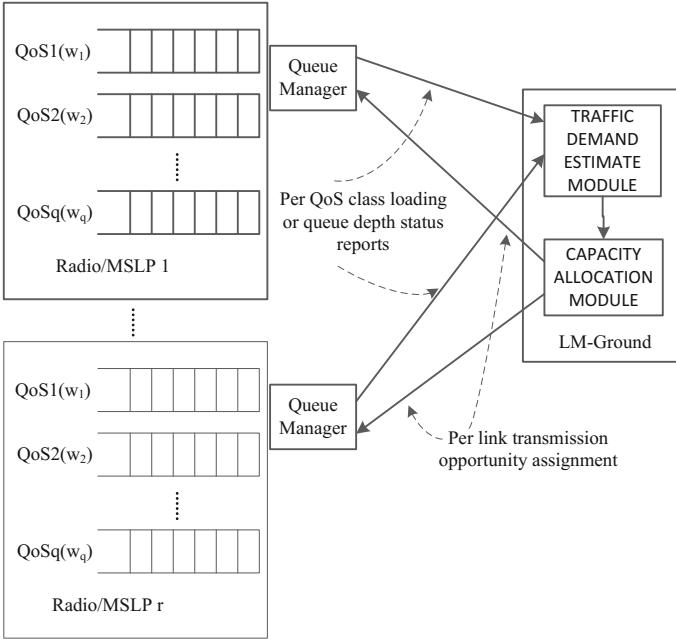 QoS1(w1)
QoS2(w2)
QoSq(wq)
Radio/MSLP 1
Queue
Manager
TRAFFIC
DEMAND
ESTIMATE
MODULE
CAPACITY
ALLOCATION
MODULE
LM-Ground
Per QoS class loading
or queue depth status
reports
QoS1(w1)
QoS2(w2)
QoSq(wq)
Radio/MSLP r
Queue
Manager
Per link transmission
opportunity assignment